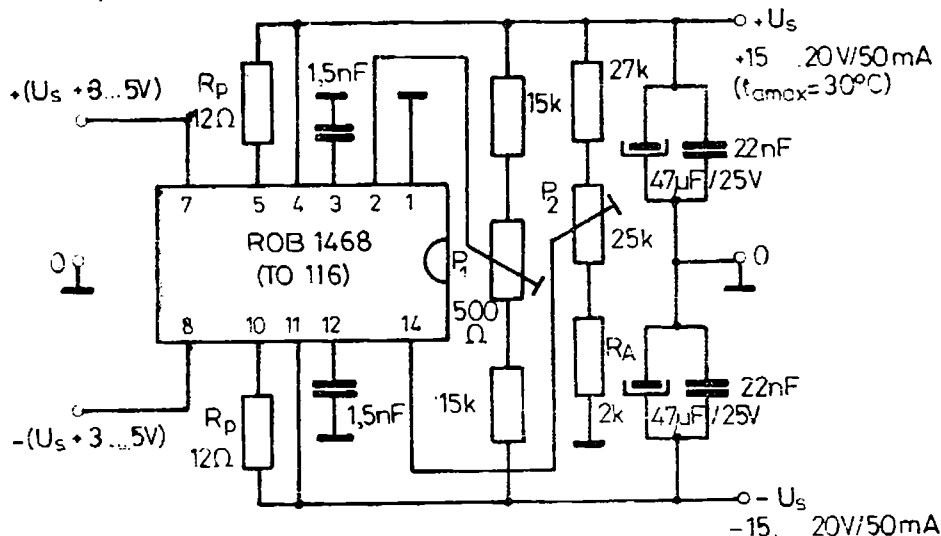 +Us
+15 20V/50mA
(tamax=30°C)
+(Us +3...5V)
Rp
12Ω
1,5nF
15k
27k
22nF
47µF/25V
7 5 4 3 2 1
ROB 1468
(TO 116)
P1
500
Ω
P2
25k
0
0
8 10 11 12 14
RA
2k
15k
22nF
47µF/25V
1,5nF
Rp
12Ω
-(Us +3...5V)
-Us
-15. 20V/50mA